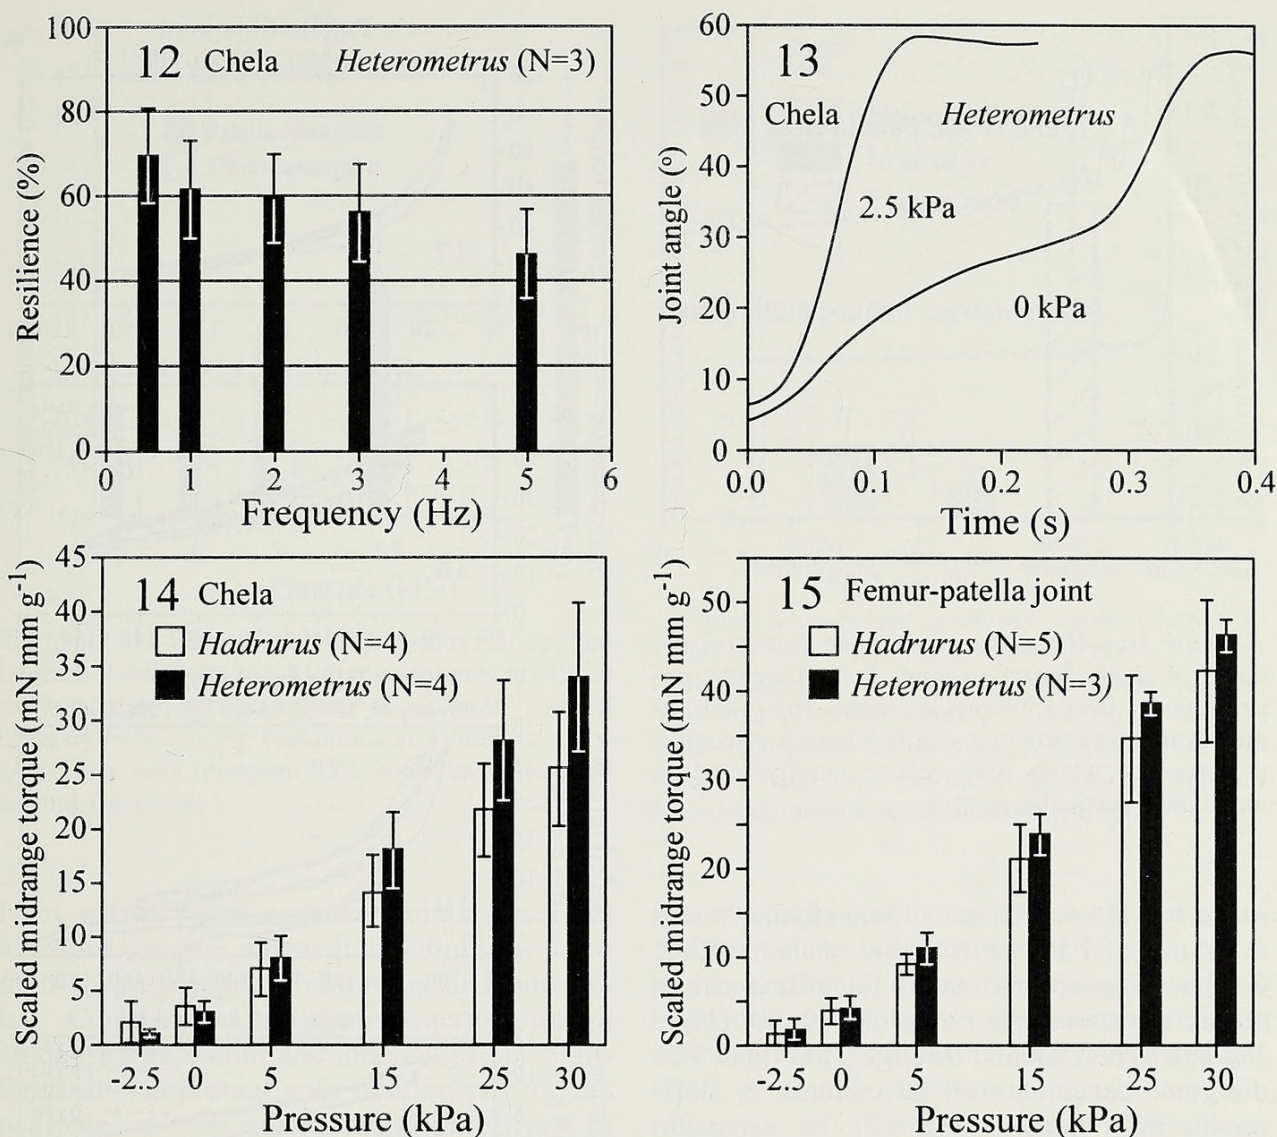 12 Chela Heterometrus (N=3)
Resilience (%)
100
80
60
40
20
0
0 1 2 3 4 5 6
Frequency (Hz)
13
Chela Heterometrus
2.5 kPa
0 kPa
Joint angle (º)
60
50
40
30
20
10
0
0.0 0.1 0.2 0.3 0.4
Time (s)
14 Chela
Hadrurus (N=4)
Heterometrus (N=4)
Scaled midrange torque (mN mm g⁻¹)
45
40
35
30
25
20
15
10
5
0
-2.5 0 5 15 25 30
Pressure (kPa)
15 Femur-patella joint
Hadrurus (N=5)
Heterometrus (N=3)
Scaled midrange torque (mN mm g⁻¹)
50
40
30
20
10
0
-2.5 0 5 15 25 30
Pressure (kPa)